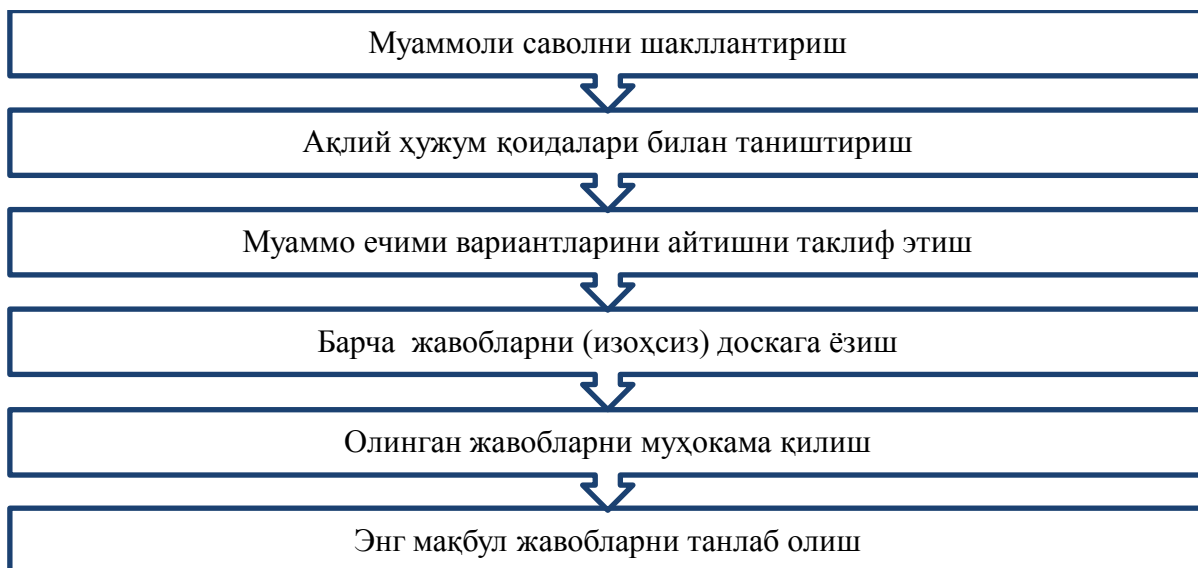 Муаммоли саволни шакллантириш
Ақлий ҳужум қоидалари билан таништириш
Муаммо ечими вариантларини айтишни таклиф этиш
Барча жавобларни (изоҳсиз) доскага ёзиш
Олинган жавобларни муҳокама қилиш
Энг мақбул жавобларни танлаб олиш